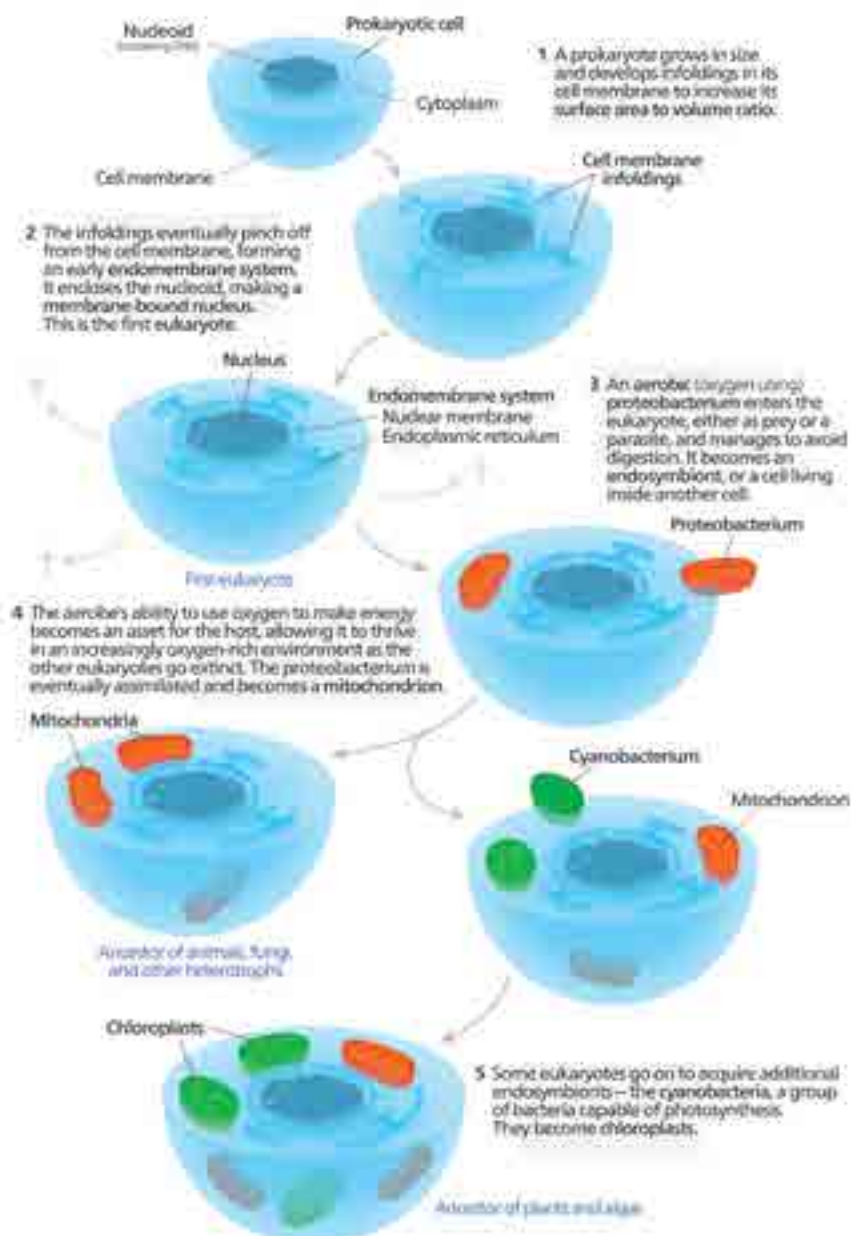 Nucleoid
(containing DNA)
Prokaryotic cell
Cytoplasm
Cell membrane
1 A prokaryote grows in size
and develops infoldings in its
cell membrane to increase its
surface area to volume ratio.
Cell membrane
infoldings
2 The infoldings eventually pinch off
from the cell membrane, forming
an early endomembrane system.
It encloses the nucleoid, making a
membrane-bound nucleus.
This is the first eukaryote.
Nucleus
Endomembrane system
Nuclear membrane
Endoplasmic reticulum
First eukaryote
3 An aerobic (oxygen using)
proteobacterium enters the
eukaryote, either as prey or a
parasite, and manages to avoid
digestion. It becomes an
endosymbiont, or a cell living
inside another cell.
Proteobacterium
4 The aerobe's ability to use oxygen to make energy
becomes an asset for the host, allowing it to thrive
in an increasingly oxygen-rich environment as the
other eukaryotes go extinct. The proteobacterium is
eventually assimilated and becomes a mitochondrion.
Mitochondria
Ancestor of animals, fungi,
and other heterotrophs
Cyanobacterium
Mitochondrion
Chloroplasts
5 Some eukaryotes go on to acquire additional
endosymbionts – the cyanobacteria, a group
of bacteria capable of photosynthesis.
They become chloroplasts.
Ancestor of plants and algae